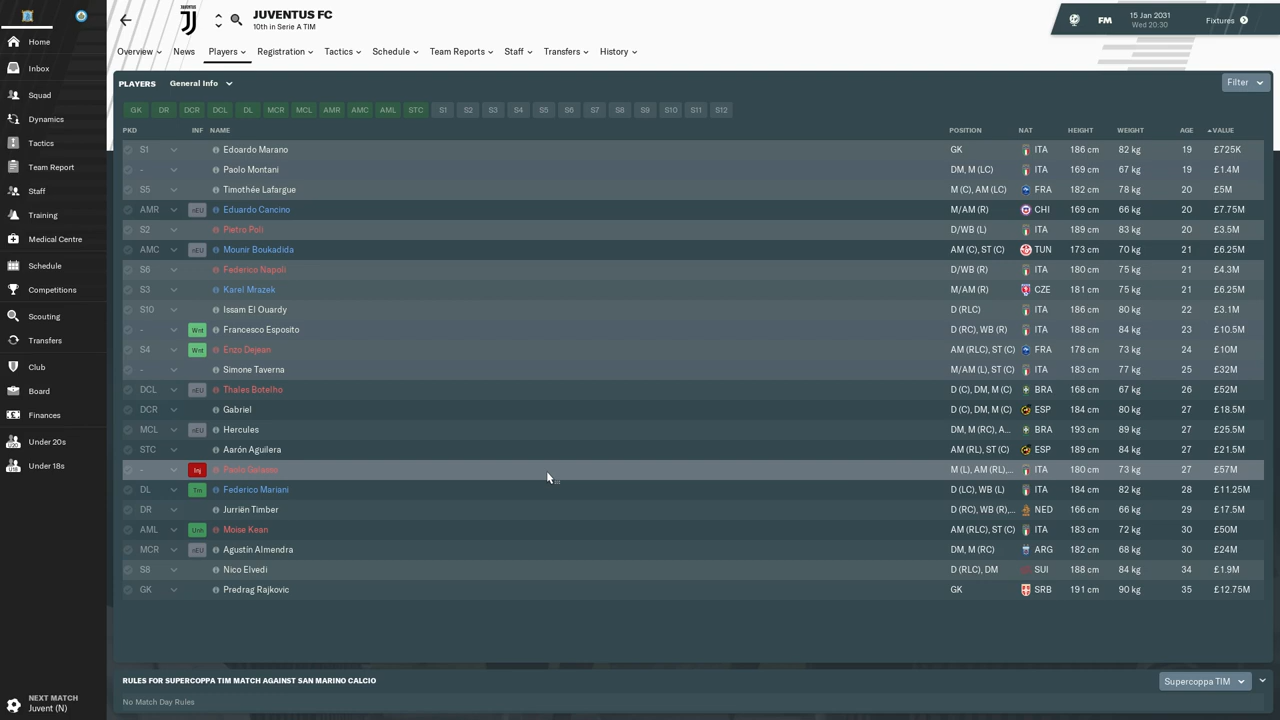 JUVENTUS FC
10th in Serie A TIM
FM
15 Jan 2031
Wed 20:30
Fixtures
Overview News Players Registration Tactics Schedule Team Reports Staff Transfers History
Home
Inbox
Squad
Dynamics
Tactics
Team Report
Staff
Training
Medical Centre
Schedule
Competitions
Scouting
Transfers
Club
Board
Finances
Under 20s
Under 18s
NEXT MATCH
Juvent (N)
PLAYERS General Info Filter
GK DR DCR DCL DL MCR MCL AMR AMC AML STC S1 S2 S3 S4 S5 S6 S7 S8 S9 S10 S11 S12
PKD INF NAME POSITION NAT HEIGHT WEIGHT AGE VALUE
S1 Edoardo Marano GK ITA 186 cm 82 kg 19 £725K
- Paolo Montani DM, M (LC) ITA 169 cm 67 kg 19 £1.4M
S5 Timothée Lafargue M (C), AM (LC) FRA 182 cm 78 kg 20 £5M
AMR nEU Eduardo Cancino M/AM (R) CHI 169 cm 66 kg 20 £7.75M
S2 Pietro Poli D/WB (L) ITA 189 cm 83 kg 20 £3.5M
AMC nEU Mounir Boukadida AM (C), ST (C) TUN 173 cm 70 kg 21 £6.25M
S6 Federico Napoli D/WB (R) ITA 180 cm 75 kg 21 £4.3M
S3 Karel Mrazek M/AM (R) CZE 181 cm 75 kg 21 £6.25M
S10 Issam El Ouardy D (RLC) ITA 186 cm 80 kg 22 £3.1M
- Wnt Francesco Esposito D (RC), WB (R) ITA 188 cm 84 kg 23 £10.5M
S4 Wnt Enzo Dejean AM (RLC), ST (C) FRA 178 cm 73 kg 24 £10M
- Simone Taverna M/AM (L), ST (C) ITA 183 cm 77 kg 25 £32M
DCL nEU Thales Botelho D (C), DM, M (C) BRA 168 cm 67 kg 26 £52M
DCR Gabriel D (C), DM, M (C) ESP 184 cm 80 kg 27 £18.5M
MCL nEU Hercules DM, M (RC), A... BRA 193 cm 89 kg 27 £25.5M
STC Aarón Aguilera AM (RL), ST (C) ESP 189 cm 84 kg 27 £21.5M
- Inj Paolo M (L), AM (RL),... ITA 180 cm 73 kg 27 £57M
DL Trn Federico Mariani D (LC), WB (L) ITA 184 cm 82 kg 28 £11.25M
DR Jurriën Timber D (RC), WB (R),... NED 166 cm 66 kg 29 £17.5M
AML Unh Moise Kean AM (RLC), ST (C) ITA 183 cm 72 kg 30 £50M
MCR nEU Agustín Almendra DM, M (RC) ARG 182 cm 68 kg 30 £24M
S8 Nico Elvedi D (RLC), DM SUI 188 cm 84 kg 34 £1.9M
GK Predrag Rajkovic GK SRB 191 cm 90 kg 35 £12.75M
RULES FOR SUPERCOPPA TIM MATCH AGAINST SAN MARINO CALCIO Supercoppa TIM
No Match Day Rules